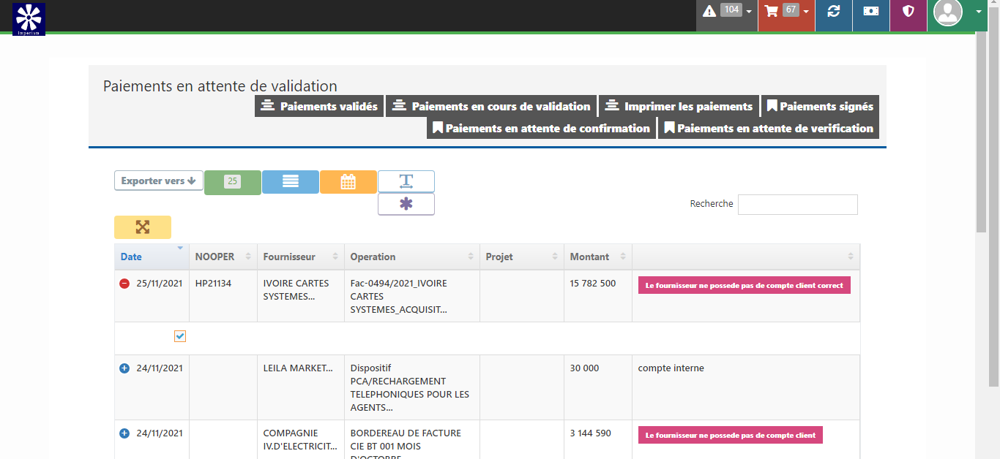 104
67
Imperium
Paiements en attente de validation
Paiements validés
Paiements en cours de validation
Imprimer les paiements
Paiements signés
Paiements en attente de confirmation
Paiements en attente de verification
Exporter vers
25
Recherche
Date NOOPER Fournisseur Operation Projet Montant
25/11/2021 HP21134 IVOIRE CARTES Fac-0494/2021_IVOIRE 15 782 500 Le fournisseur ne possede pas de compte client correct
SYSTEMES... CARTES
SYSTEMES_ACQUISIT...
24/11/2021 LEILA MARKET... Dispositif 30 000 compte interne
PCA/RECHARGEMENT
TELEPHONIQUES POUR LES
AGENTS...
24/11/2021 COMPAGNIE BORDEREAU DE FACTURE 3 144 590 Le fournisseur ne possede pas de compte client
IV.D'ELECTRICIT... CIE BT 001 MOIS
D'OCTOBRE